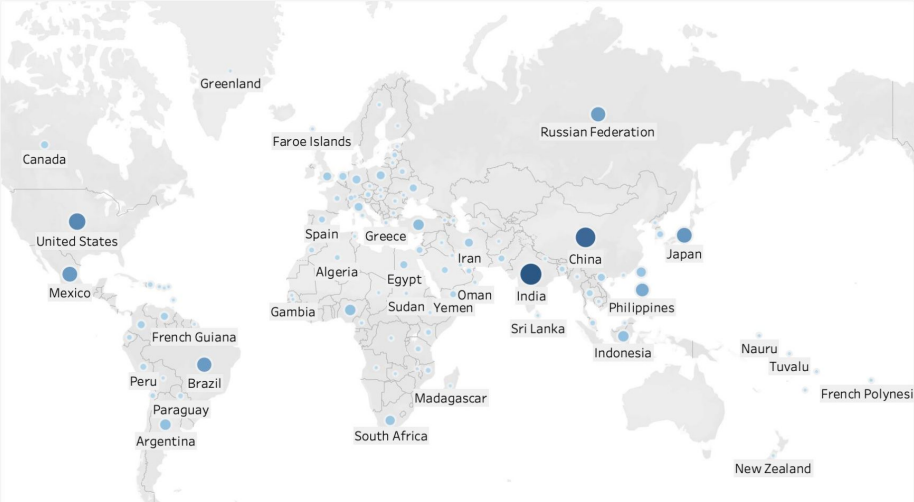 Greenland
Russian Federation
Faroe Islands
Canada
Spain
Greece
United States
Japan
China
Iran
Algeria
Egypt
Mexico
India
Oman
Gambia
Sudan
Yemen
Philippines
Sri Lanka
French Guiana
Indonesia
Nauru
Tuvalu
Peru
Brazil
French Polynesi
Madagascar
Paraguay
South Africa
Argentina
New Zealand